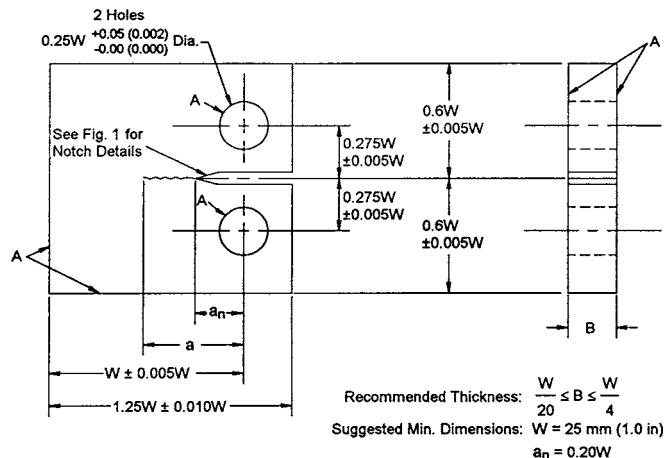 2 Holes
0.25W +0.05 (0.002) -0.00 (0.000) Dia.
A
A
See Fig. 1 for
Notch Details
0.6W
±0.005W
0.275W
±0.005W
0.275W
±0.005W
A
0.6W
±0.005W
A
aₙ
B
a
W ± 0.005W
1.25W ± 0.010W
Recommended Thickness: W/20 ≤ B ≤ W/4
Suggested Min. Dimensions: W = 25 mm (1.0 in)
aₙ = 0.20W